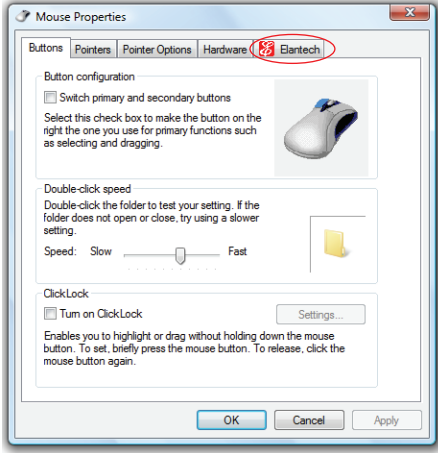 Mouse Properties
Buttons Pointers Pointer Options Hardware Elantech
Button configuration
Switch primary and secondary buttons
Select this check box to make the button on the
right the one you use for primary functions such
as selecting and dragging.
Double-click speed
Double-click the folder to test your setting. If the
folder does not open or close, try using a slower
setting.
Speed: Slow Fast
ClickLock
Turn on ClickLock Settings...
Enables you to highlight or drag without holding down the mouse
button. To set, briefly press the mouse button. To release, click the
mouse button again.
OK Cancel Apply